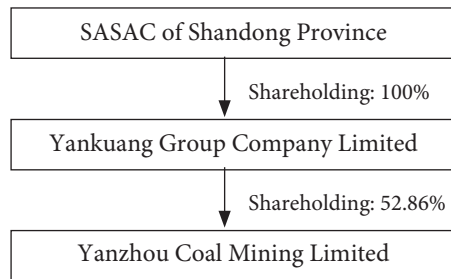 SASAC of Shandong Province
Shareholding: 100%
Yankuang Group Company Limited
Shareholding: 52.86%
Yanzhou Coal Mining Limited